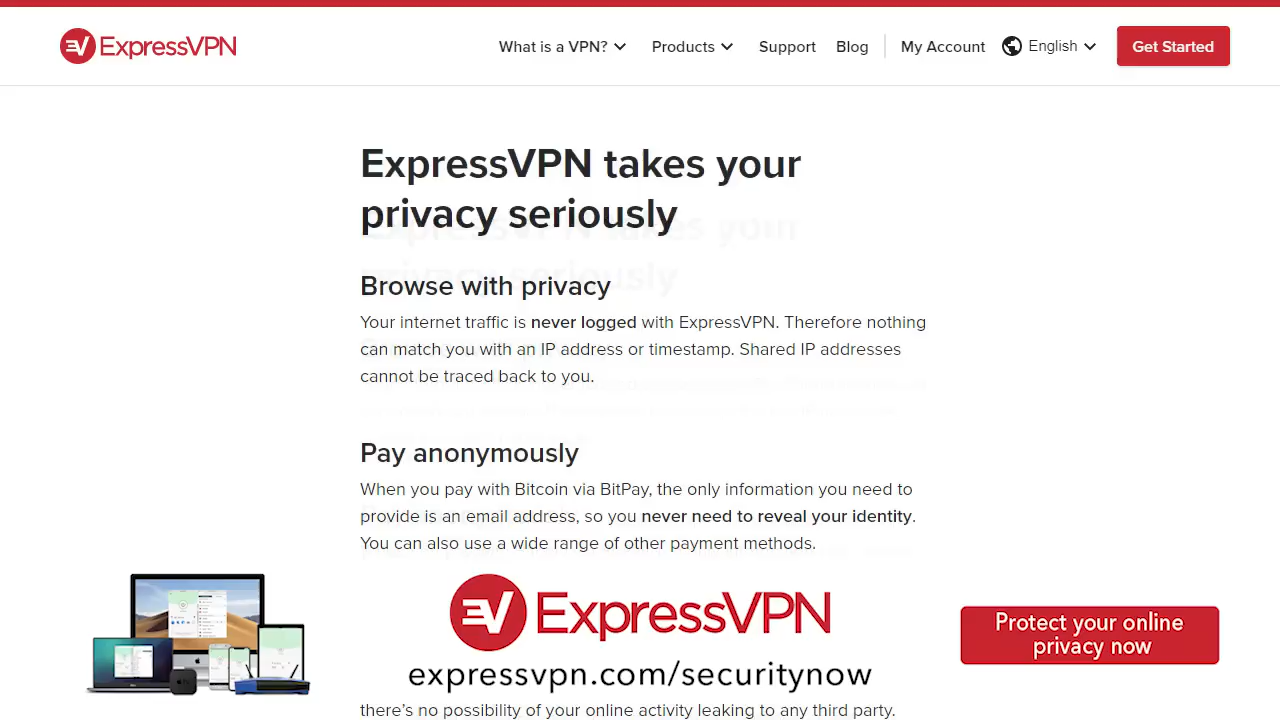 ExpressVPN
What is a VPN? Products Support Blog My Account English Get Started
ExpressVPN takes your
privacy seriously
Browse with privacy
Your internet traffic is never logged with ExpressVPN. Therefore nothing
can match you with an IP address or timestamp. Shared IP addresses
cannot be traced back to you.
Pay anonymously
When you pay with Bitcoin via BitPay, the only information you need to
provide is an email address, so you never need to reveal your identity.
You can also use a wide range of other payment methods.
ExpressVPN
expressvpn.com/securitynow
Protect your online
privacy now
there's no possibility of your online activity leaking to any third party.